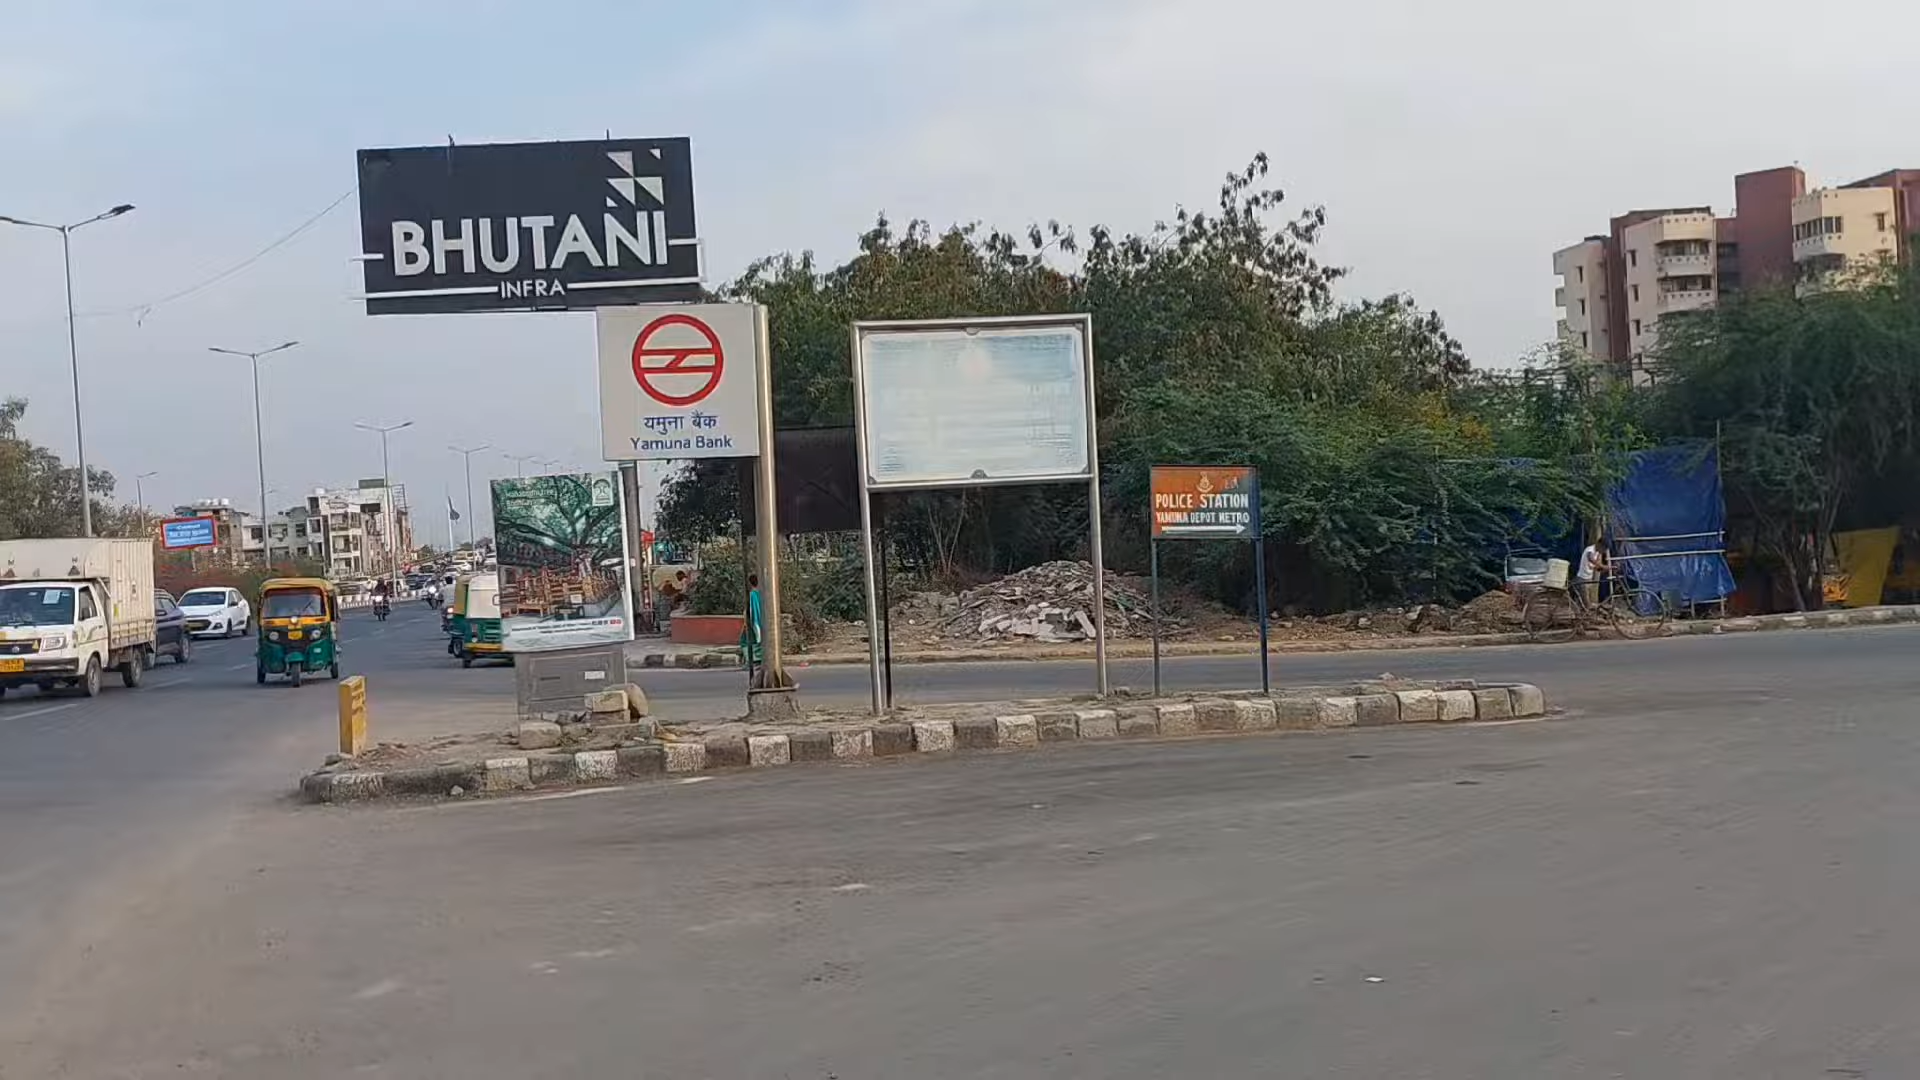 BHUTANI
INFRA
यमुना बैंक
Yamuna Bank
POLICE STATION
YAMUNA DEPOT METRO